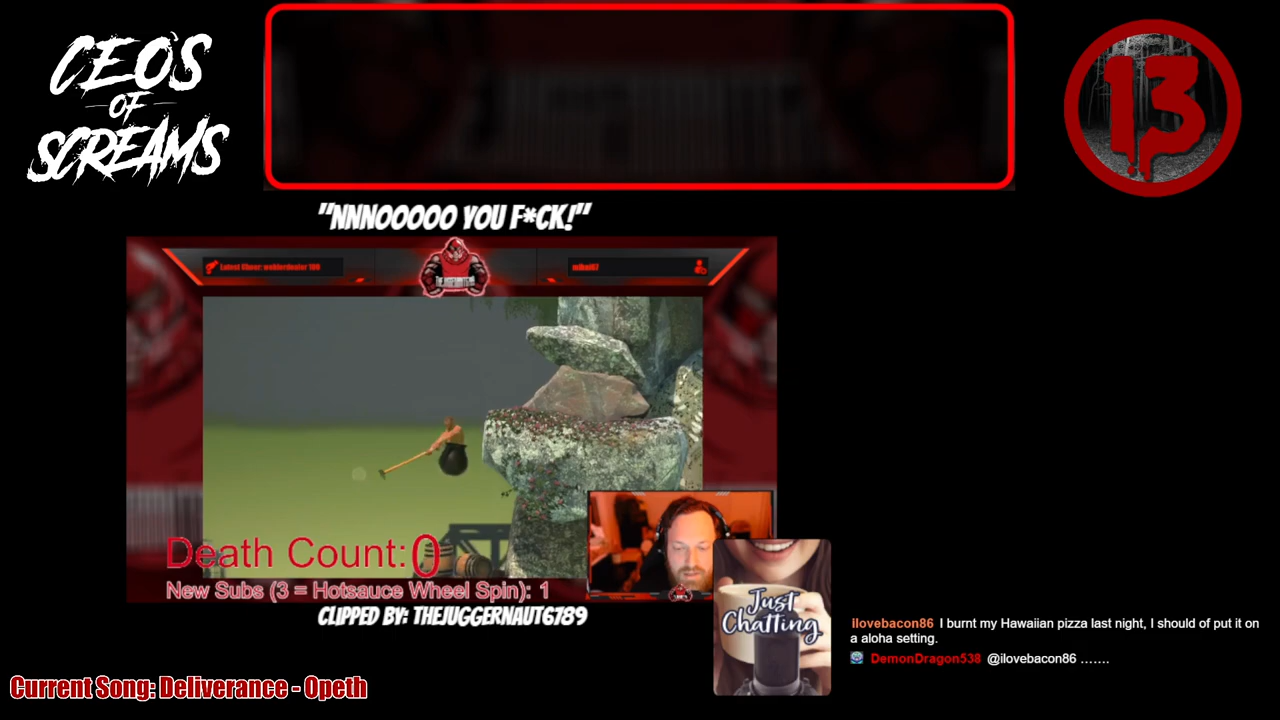 CEO'S
OF
SCREAMS
13
"NNNOOOOO YOU F*CK!"
mikui67
Death Count:0
New Subs (3 = Hotsauce Wheel Spin): 1
CLIPPED BY: THEJUGGERNAUT6789
Just
Chatting
ilovebacon86 I burnt my Hawaiian pizza last night, I should of put it on
a aloha setting.
DemonDragon538 @ilovebacon86 .......
Current Song: Deliverance - Opeth